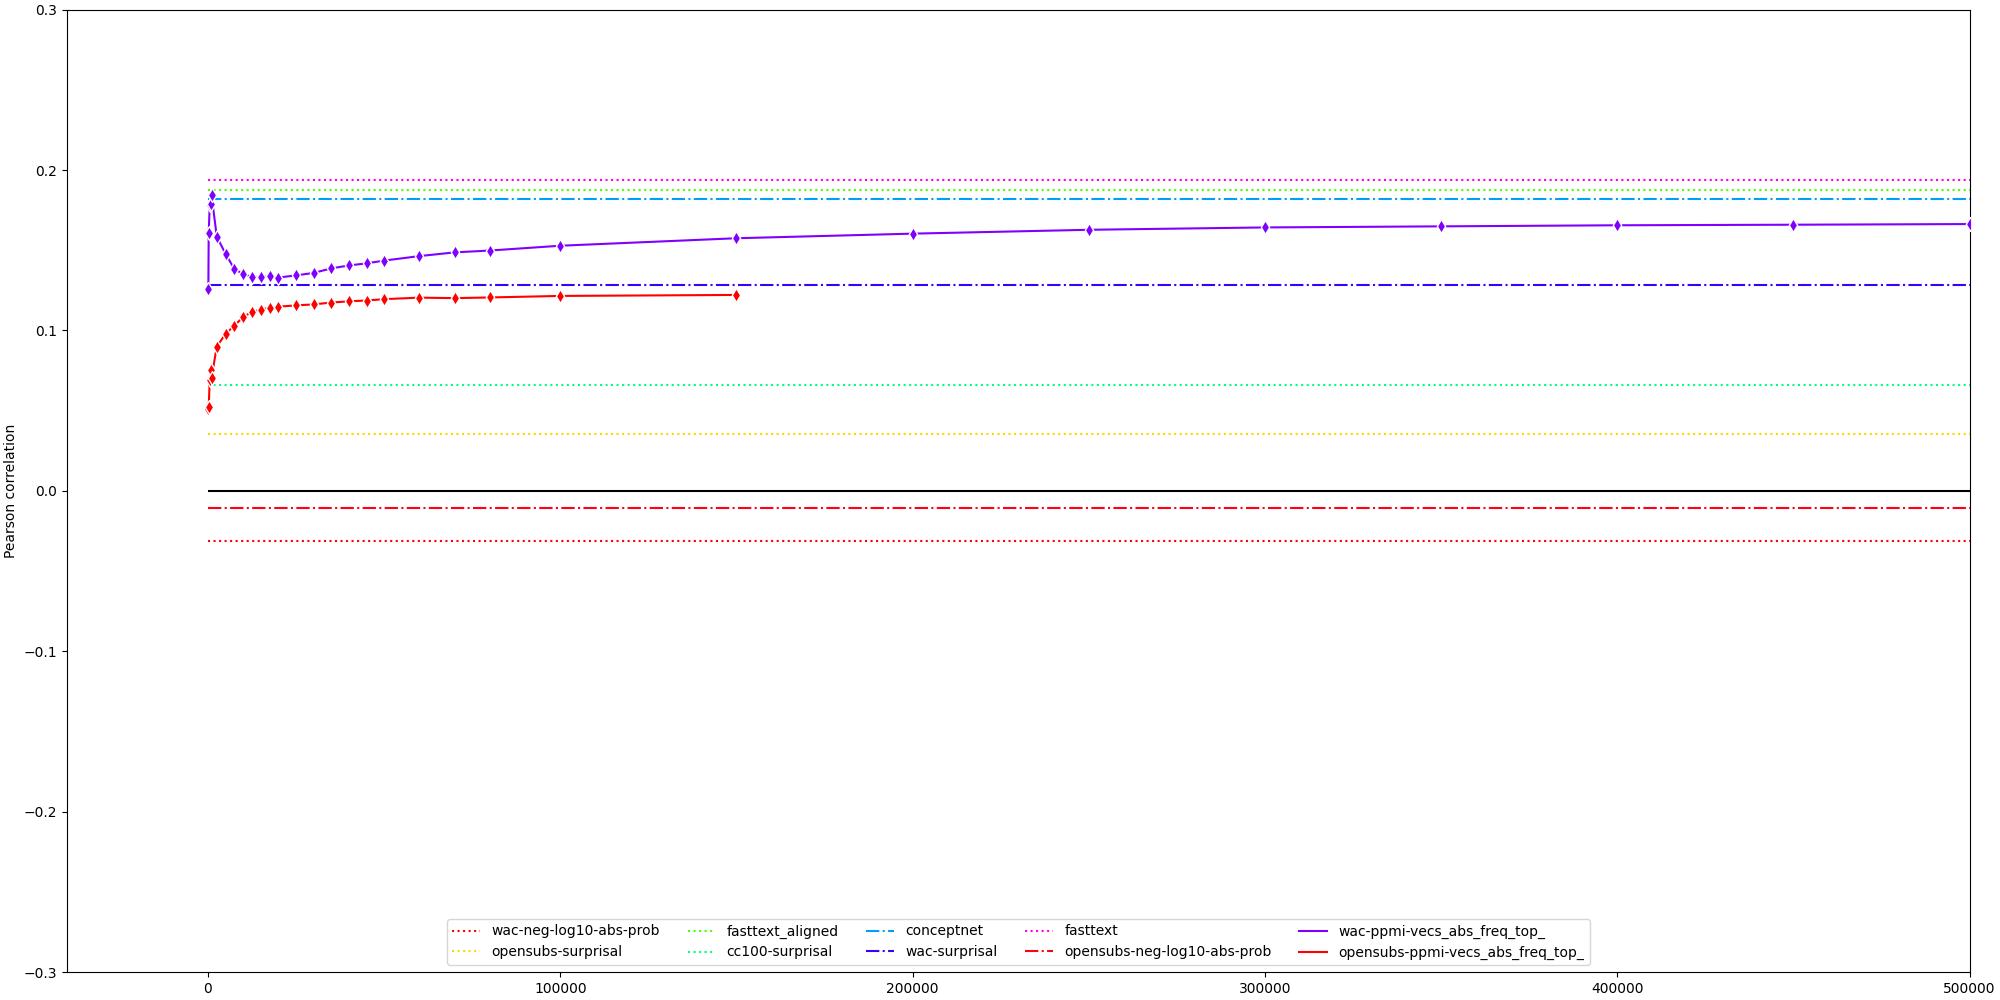 0.3
0.2
0.1
0.0
−0.1
−0.2
−0.3
Pearson correlation
wac-neg-log10-abs-prob fasttext_aligned conceptnet fasttext wac-ppmi-vecs_abs_freq_top_
opensubs-surprisal cc100-surprisal wac-surprisal opensubs-neg-log10-abs-prob opensubs-ppmi-vecs_abs_freq_top_
0 100000 200000 300000 400000 500000